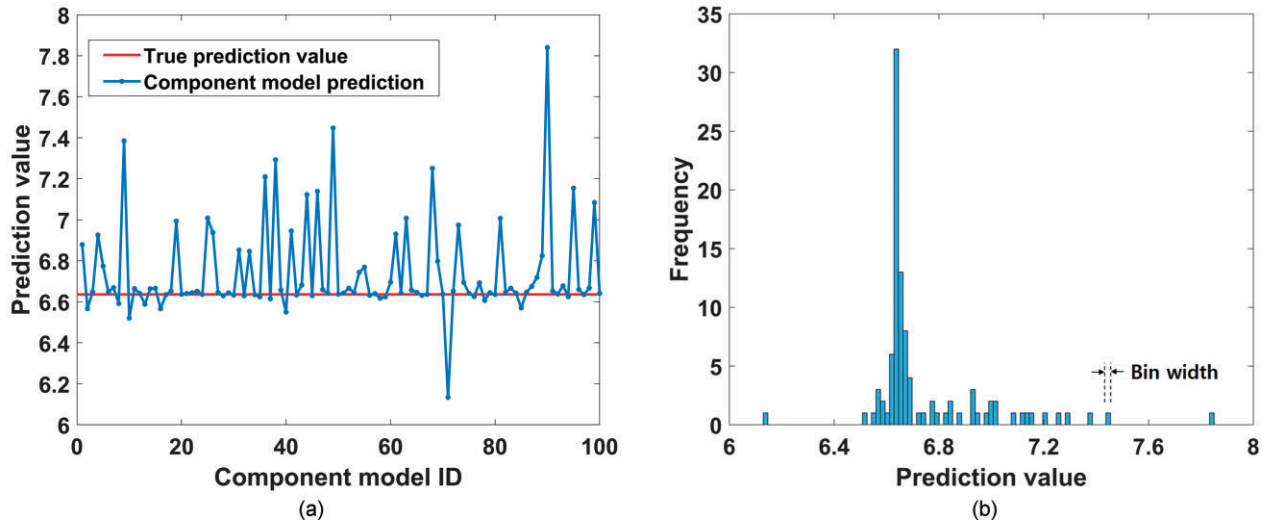 8
7.8
7.6
7.4
7.2
7
6.8
6.6
6.4
6.2
6
Prediction value
True prediction value
Component model prediction
0 20 40 60 80 100
Component model ID
(a)
35
30
25
20
15
10
5
0
Frequency
Bin width
6 6.4 6.8 7.2 7.6 8
Prediction value
(b)